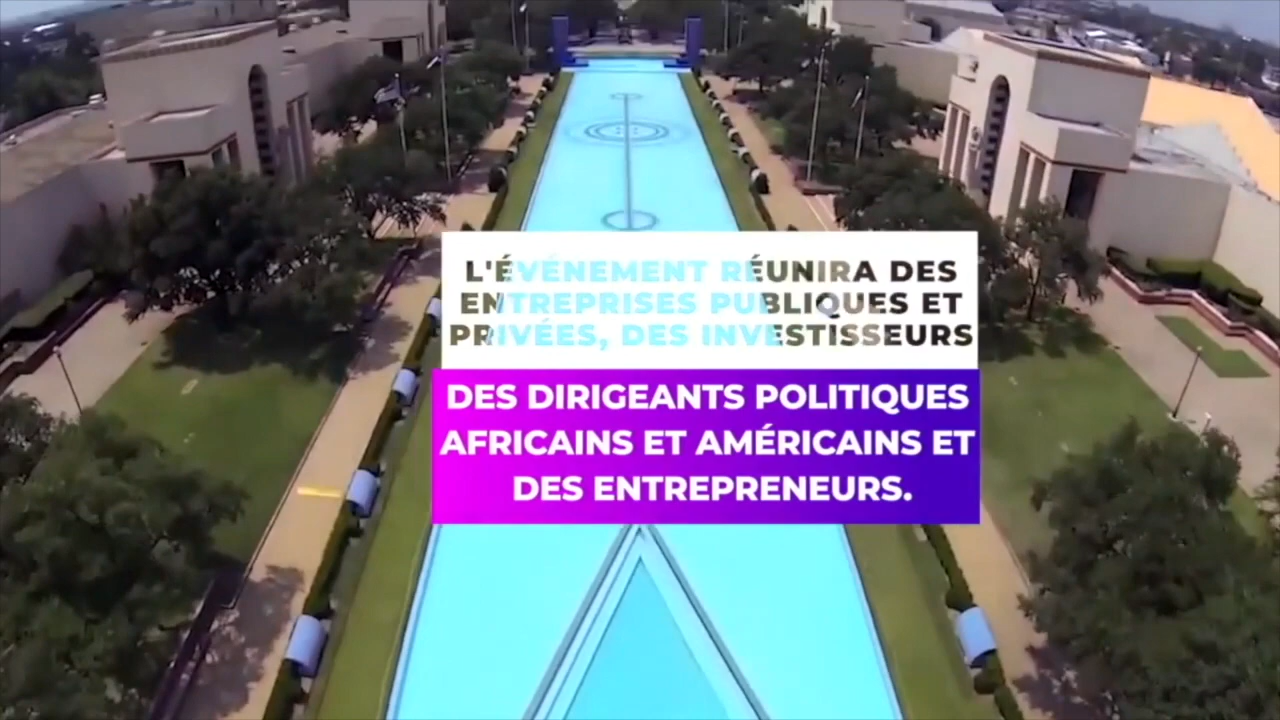 L'ÉVÉNEMENT RÉUNIRA DES
ENTREPRISES PUBLIQUES ET
PRIVÉES, DES INVESTISSEURS
DES DIRIGEANTS POLITIQUES
AFRICAINS ET AMÉRICAINS ET
DES ENTREPRENEURS.